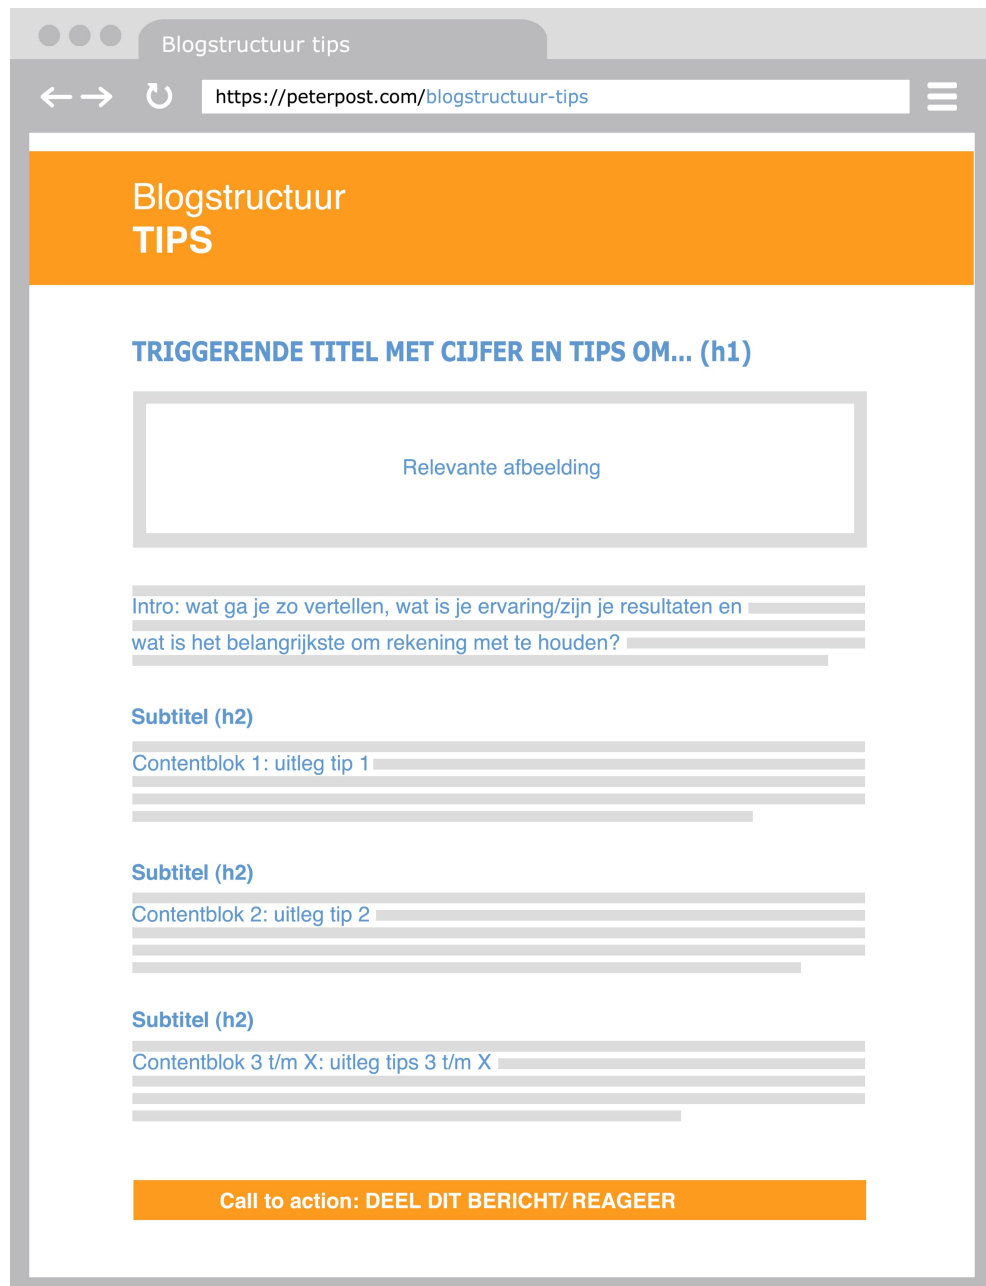 Blogstructuur tips
https://peterpost.com/blogstructuur-tips
Blogstructuur
TIPS
TRIGGERENDE TITEL MET CIJFER EN TIPS OM... (h1)
Relevante afbeelding
Intro: wat ga je zo vertellen, wat is je ervaring/zijn je resultaten en
wat is het belangrijkste om rekening met te houden?
Subtitel (h2)
Contentblok 1: uitleg tip 1
Subtitel (h2)
Contentblok 2: uitleg tip 2
Subtitel (h2)
Contentblok 3 t/m X: uitleg tips 3 t/m X
Call to action: DEEL DIT BERICHT/ REAGEER